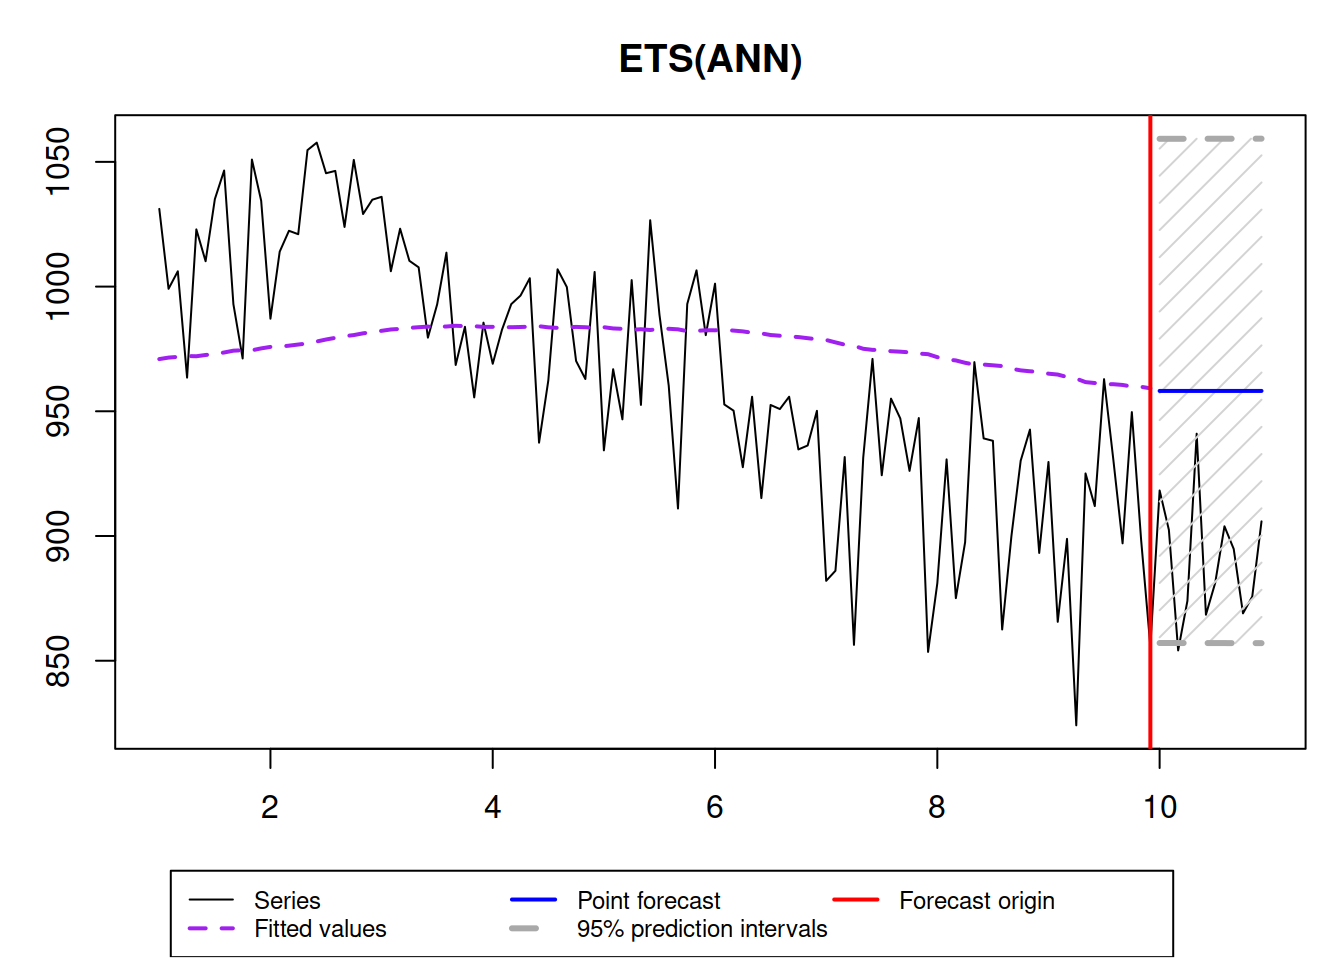 ETS(ANN)
1050
1000
950
900
850
2 4 6 8 10
Series Point forecast Forecast origin
Fitted values 95% prediction intervals